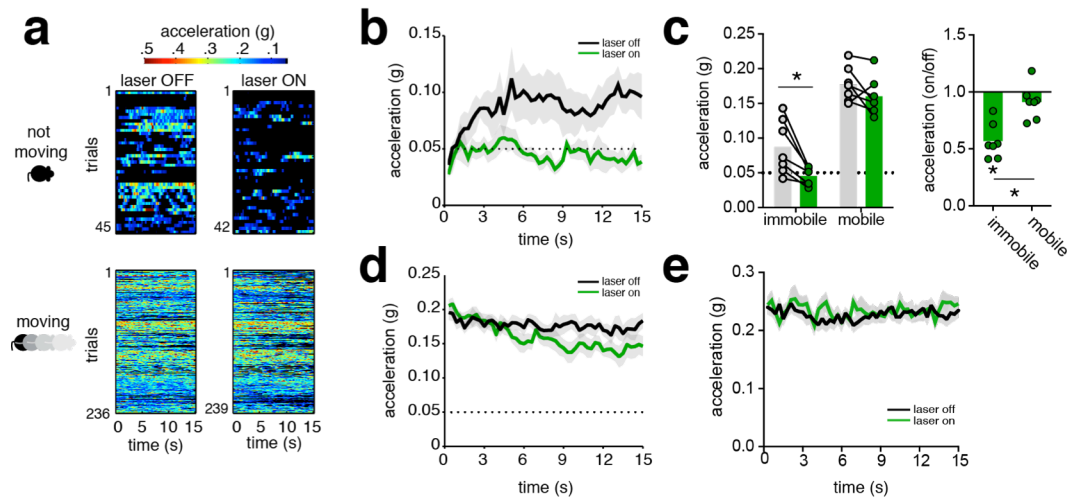 a
acceleration (g)
.5 .4 .3 .2 .1
laser OFF laser ON
not
moving
trials
1
45
1
42
moving
trials
1
236
1
239
0 5 10 15
0 5 10 15
time (s) time (s)
b
acceleration (g)
0.15
0.10
0.05
0.00
0 3 6 9 12 15
time (s)
laser off
laser on
c
acceleration (g)
0.25
0.20
0.15
0.10
0.05
0.00
*
immobile mobile
acceleration (on/off)
1.5
1.0
0.5
0.0
*
*
immobile
mobile
d
acceleration (g)
0.25
0.2
0.15
0.1
0.05
0.0
0 3 6 9 12 15
time (s)
laser off
laser on
e
acceleration (g)
0.3
0.2
0.1
0.0
0 3 6 9 12 15
time (s)
laser off
laser on